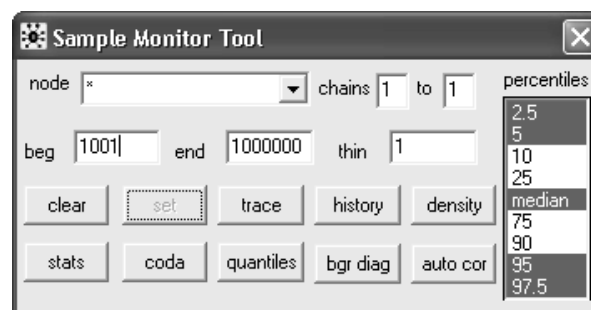 Sample Monitor Tool
node * chains 1 to 1 percentiles
beg 1001 end 1000000 thin 1
clear set trace history density
stats coda quantiles bgr diag auto cor
2.5
5
10
25
median
75
90
95
97.5